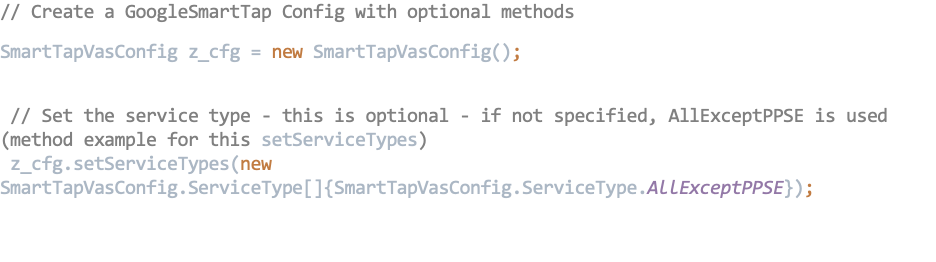 // Create a GoogleSmartTap Config with optional methods
SmartTapVasConfig z_cfg = new SmartTapVasConfig();
// Set the service type - this is optional - if not specified, AllExceptPPSE is used
(method example for this setServiceTypes)
z_cfg.setServiceTypes(new
SmartTapVasConfig.ServiceType[]{SmartTapVasConfig.ServiceType.AllExceptPPSE});